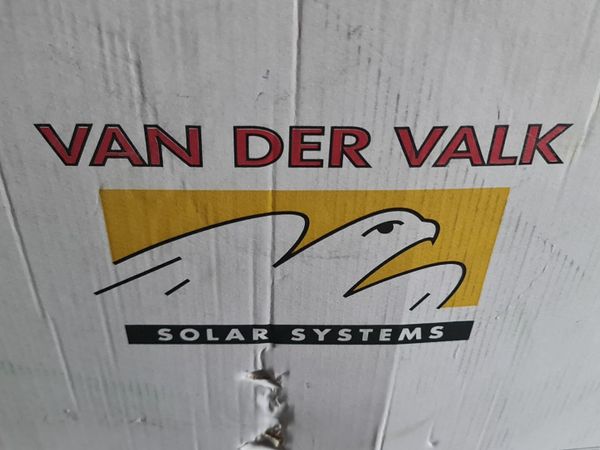 VAN DER VALK
SOLAR SYSTEMS